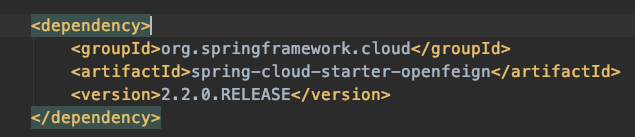 <dependency>
<groupId>org.springframework.cloud</groupId>
<artifactId>spring-cloud-starter-openfeign</artifactId>
<version>2.2.0.RELEASE</version>
</dependency>